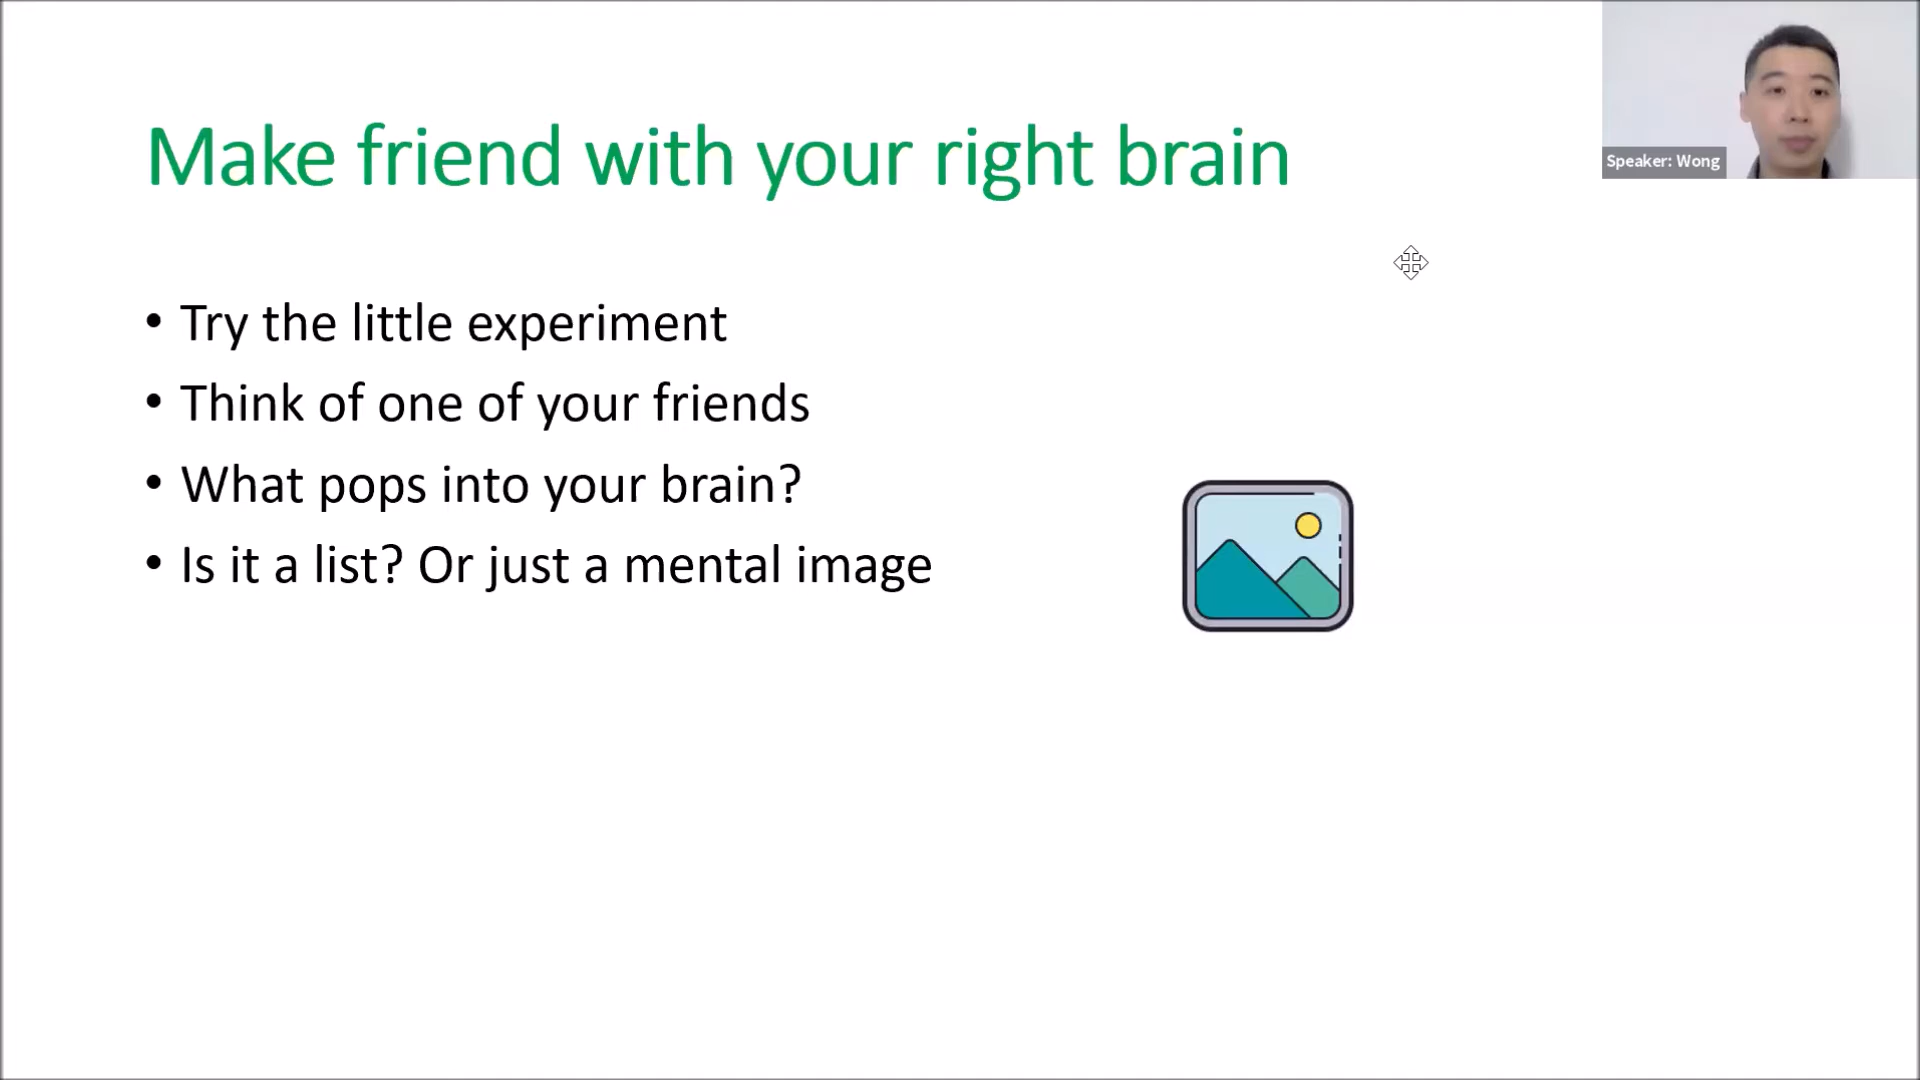 Make friend with your right brain
Speaker: Wong
• Try the little experiment
• Think of one of your friends
• What pops into your brain?
• Is it a list? Or just a mental image